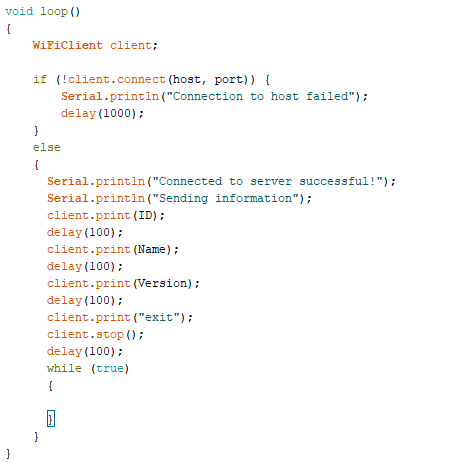 void loop()
{
    WiFiClient client;

    if (!client.connect(host, port)) {
        Serial.println("Connection to host failed");
        delay(1000);
    }
    else
    {
      Serial.println("Connected to server successful!");
      Serial.println("Sending information");
      client.print(ID);
      delay(100);
      client.print(Name);
      delay(100);
      client.print(Version);
      delay(100);
      client.print("exit");
      client.stop();
      delay(100);
      while (true)
      {

      }
    }
}